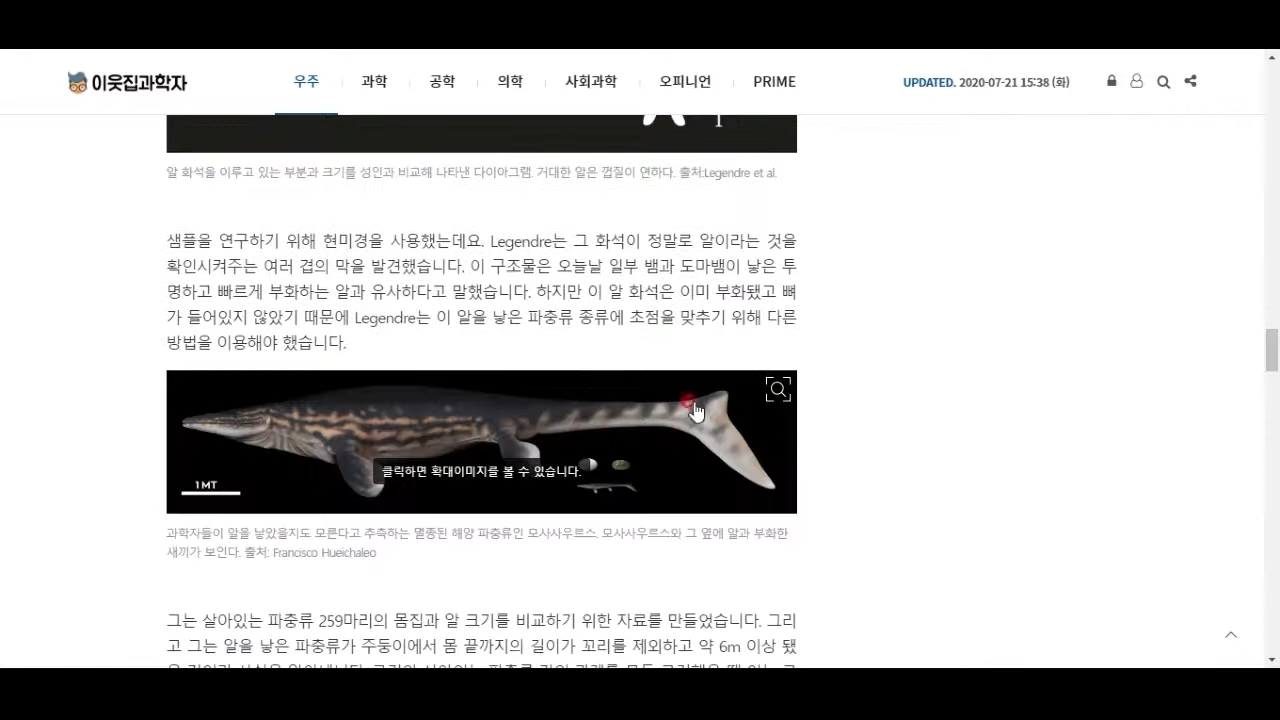 이웃집과학자
우주 과학 공학 의학 사회과학 오피니언 PRIME
UPDATED. 2020-07-21 15:38 (화)
알 화석을 이루고 있는 부분과 크기를 성인과 비교해 나타낸 다이아그램. 거대한 알은 껍질이 연하다. 출처:Legendre et al.
샘플을 연구하기 위해 현미경을 사용했는데요. Legendre는 그 화석이 정말로 알이라는 것을
확인시켜주는 여러 겹의 막을 발견했습니다. 이 구조물은 오늘날 일부 뱀과 도마뱀이 낳은 투
명하고 빠르게 부화하는 알과 유사하다고 말했습니다. 하지만 이 알 화석은 이미 부화됐고 뼈
가 들어있지 않았기 때문에 Legendre는 이 알을 낳은 파충류 종류에 초점을 맞추기 위해 다른
방법을 이용해야 했습니다.
클릭하면 확대이미지를 볼 수 있습니다.
1MT
과학자들이 알을 낳았을지도 모른다고 추측하는 멸종된 해양 파충류인 모사사우르스. 모사사우르스와 그 옆에 알과 부화한
새끼가 보인다. 출처: Francisco Hueichaleo
그는 살아있는 파충류 259마리의 몸집과 알 크기를 비교하기 위한 자료를 만들었습니다. 그리
고 그는 알을 낳은 파충류가 주둥이에서 몸 끝까지의 길이가 꼬리를 제외하고 약 6m 이상 됐